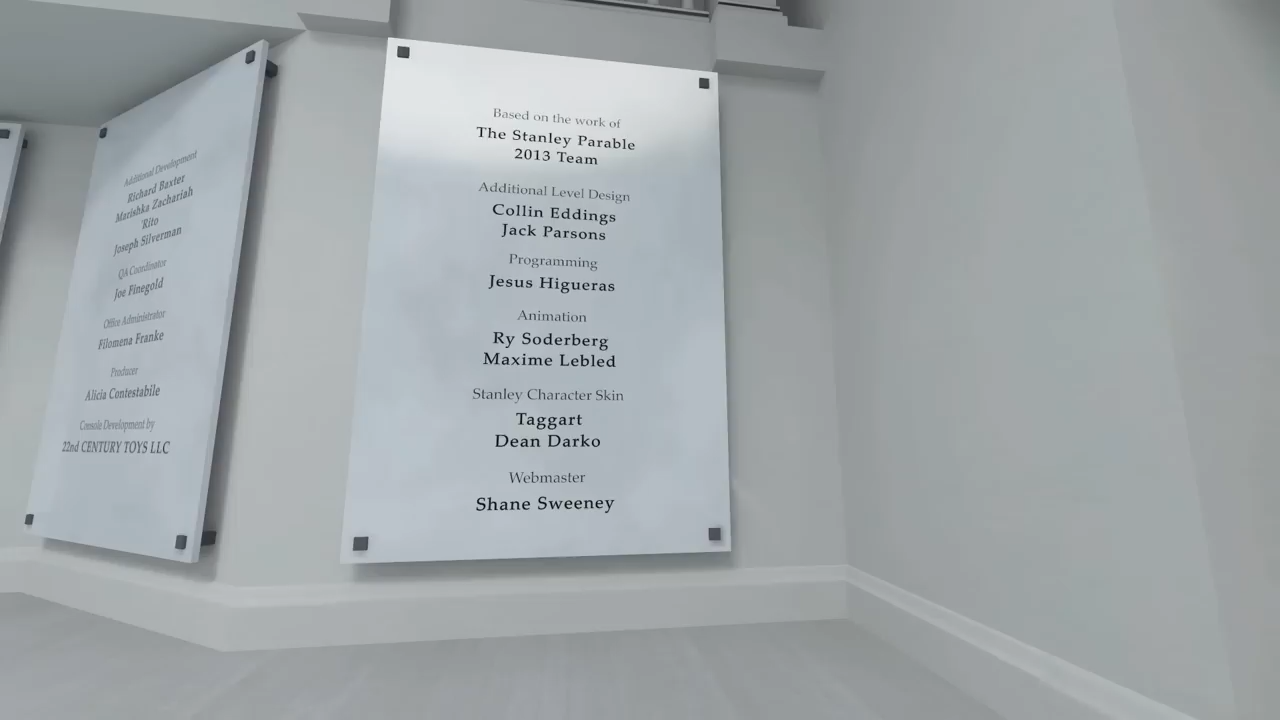 Additional Development
Richard Baxter
Marishka Zachariah
'Rito
Joseph Silverman
QA Coordinator
Joe Finegold
Office Administrator
Filomena Franke
Producer
Alicia Contestabile
Console Development by
22nd CENTURY TOYS LLC
Based on the work of
The Stanley Parable
2013 Team
Additional Level Design
Collin Eddings
Jack Parsons
Programming
Jesus Higueras
Animation
Ry Soderberg
Maxime Lebled
Stanley Character Skin
Taggart
Dean Darko
Webmaster
Shane Sweeney